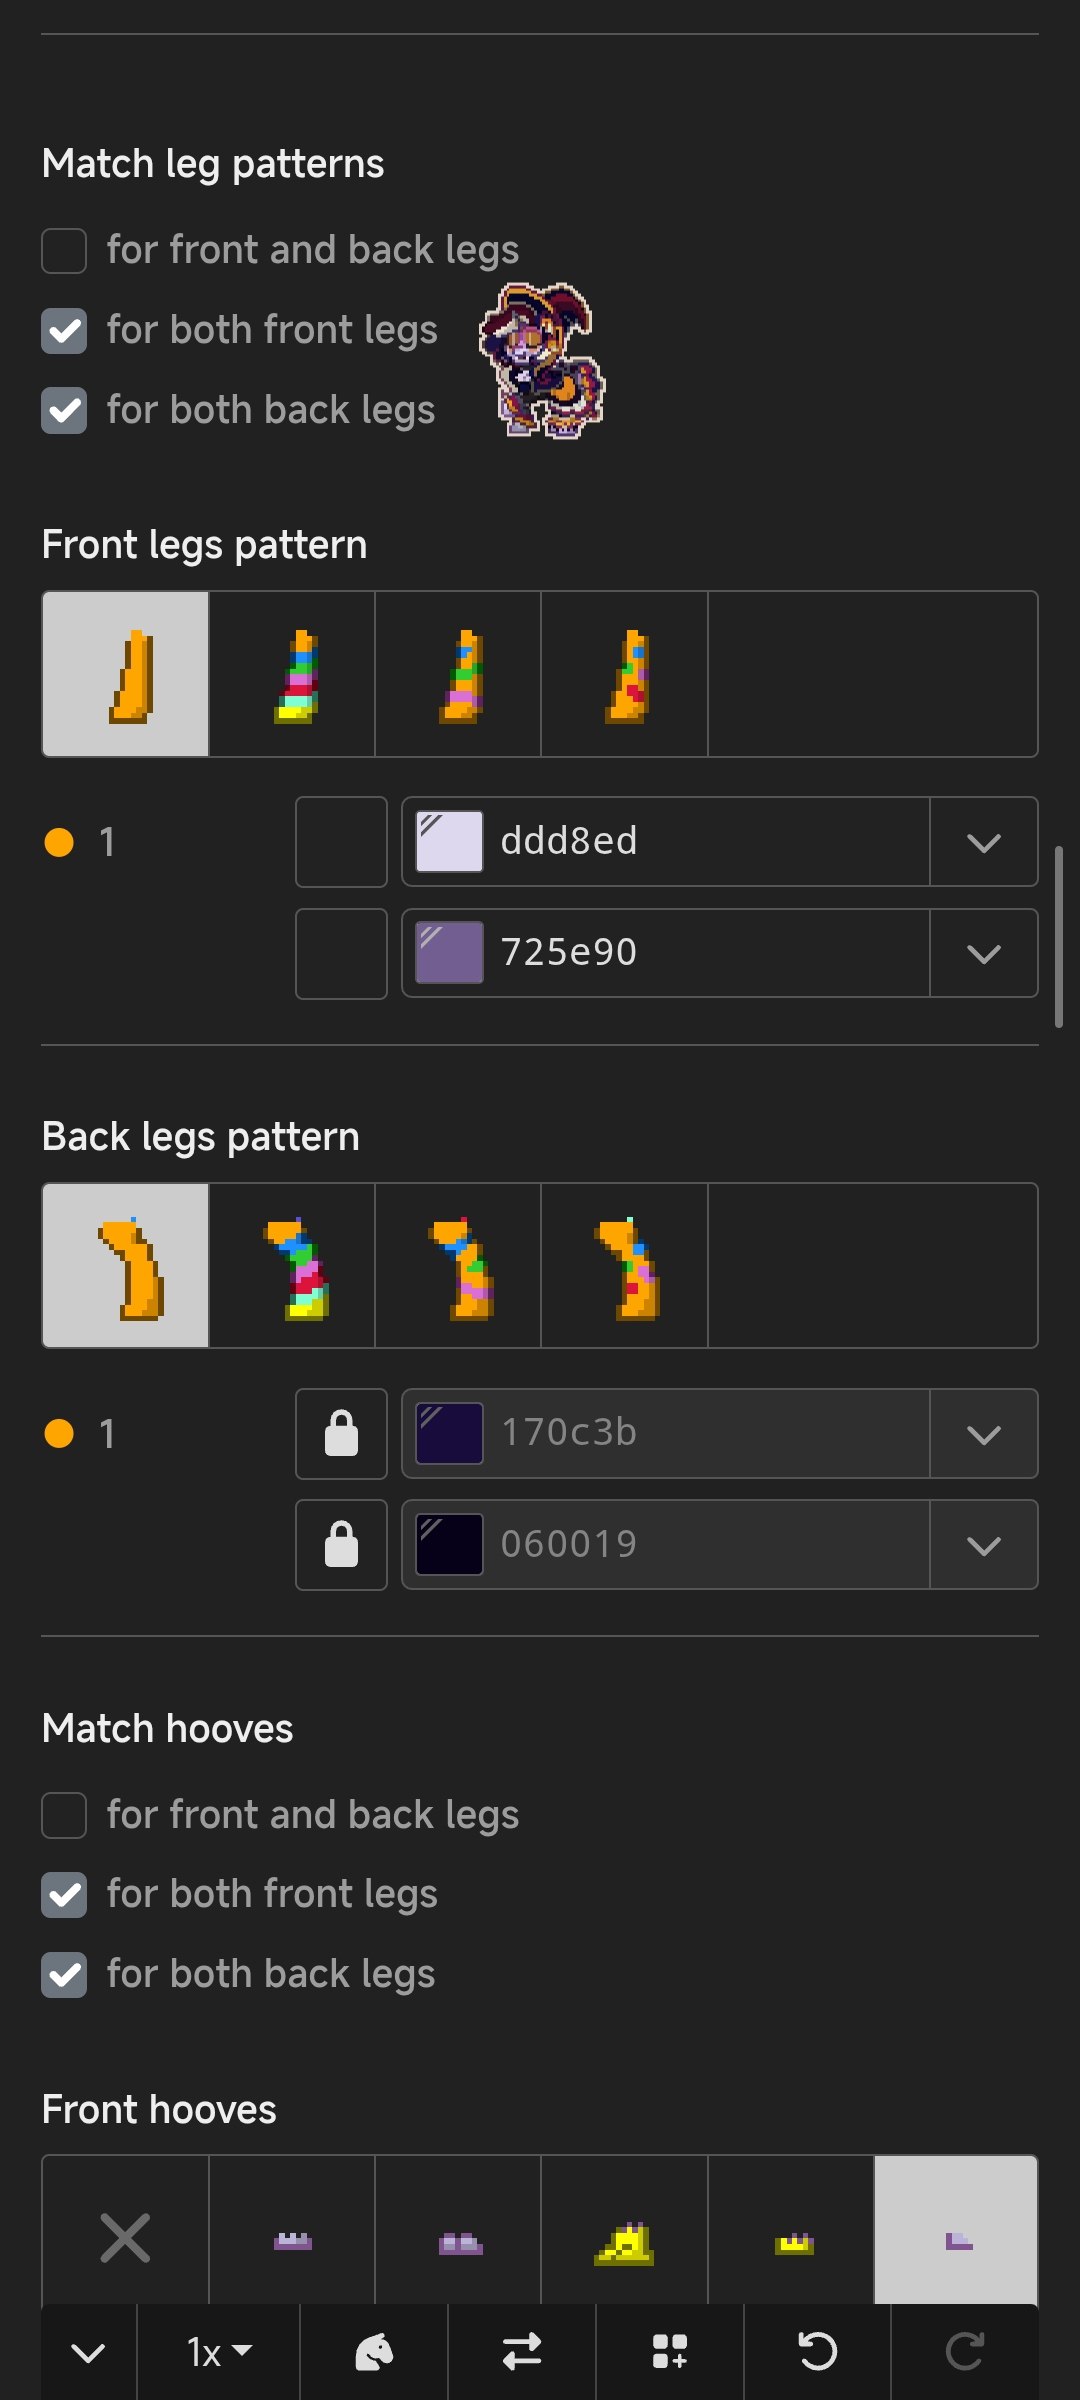 Match leg patterns
for front and back legs
for both front legs
for both back legs
Front legs pattern
1
ddd8ed
725e90
Back legs pattern
1
170c3b
060019
Match hooves
for front and back legs
for both front legs
for both back legs
Front hooves
1x